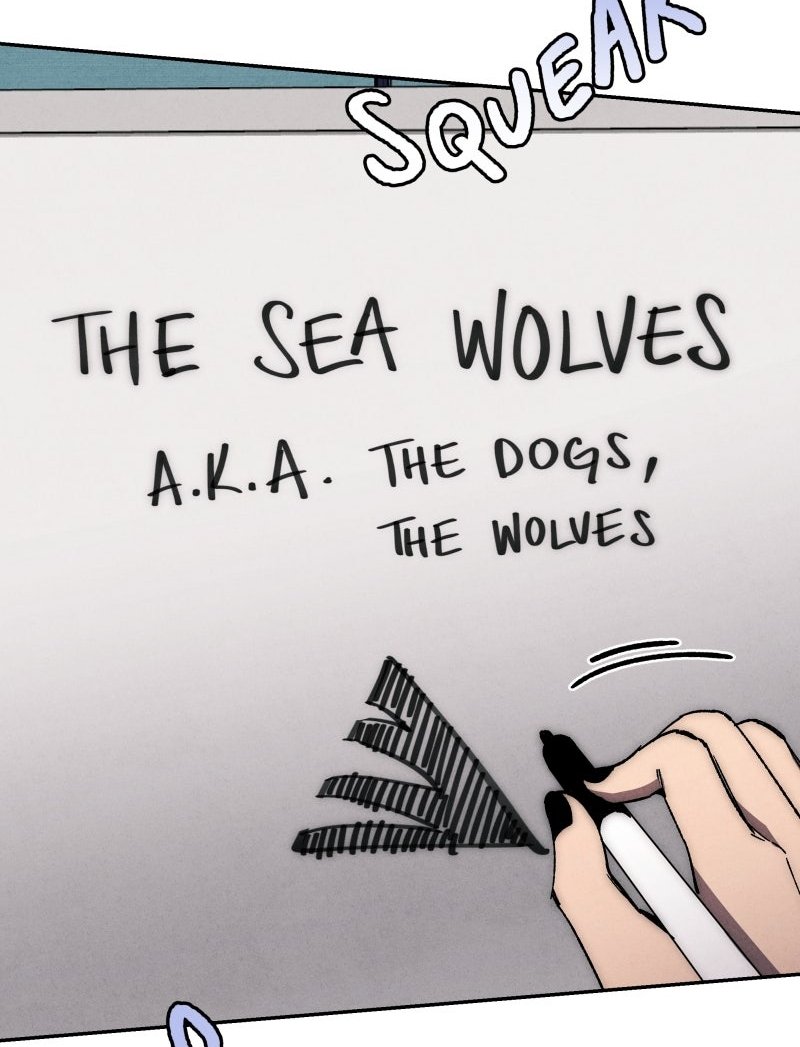 SQUEAK
THE SEA WOLVES
A.K.A. THE DOGS,
THE WOLVES